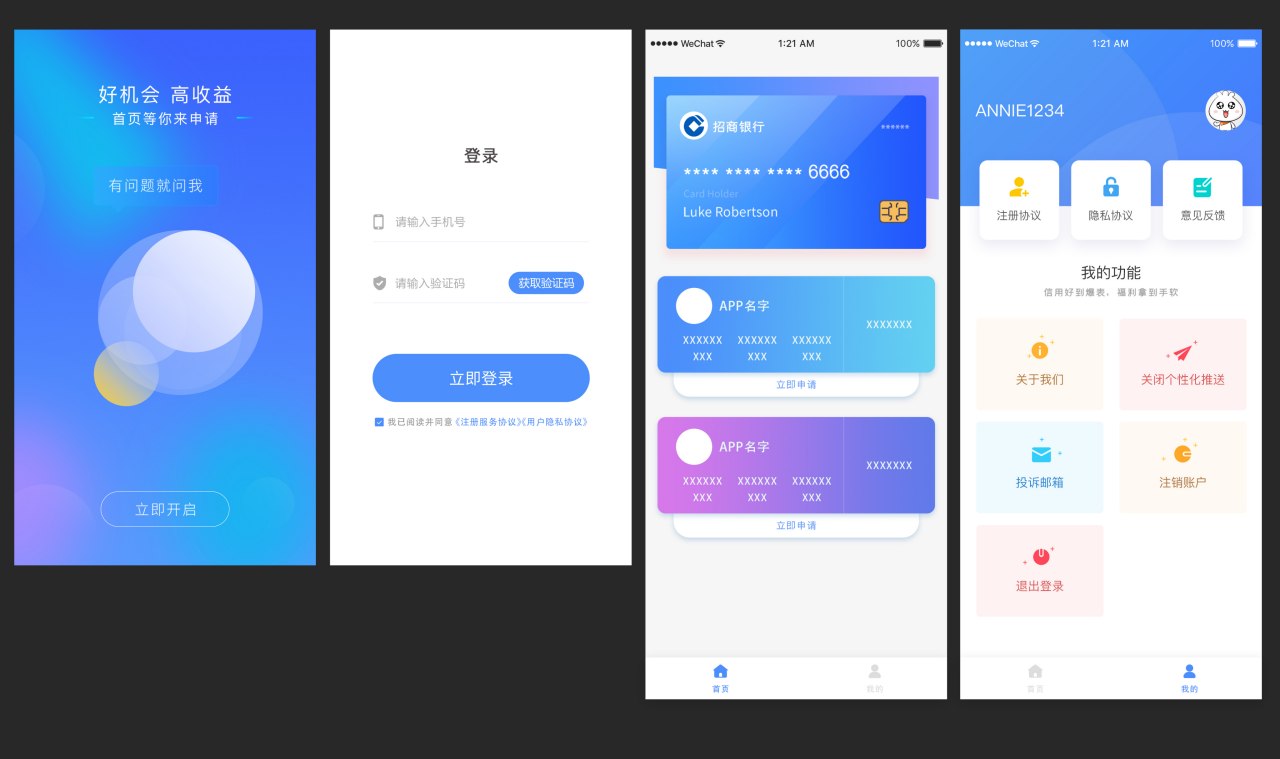 好机会 高收益
首页等你来申请
有问题就问我
立即开启
登录
请输入手机号
请输入验证码
获取验证码
立即登录
我已阅读并同意《注册服务协议》《用户隐私协议》
WeChat 1:21 AM 100%
招商银行 ******
**** **** **** 6666
Card Holder
Luke Robertson
APP名字
XXXXXXX
XXXXXX XXXXXX XXXXXX
XXX XXX XXX
立即申请
APP名字
XXXXXXX
XXXXXX XXXXXX XXXXXX
XXX XXX XXX
立即申请
首页 我的
WeChat 1:21 AM 100%
ANNIE1234
注册协议 隐私协议 意见反馈
我的功能
信用好到爆表、福利拿到手软
关于我们 关闭个性化推送
投诉邮箱 注销账户
退出登录
首页 我的